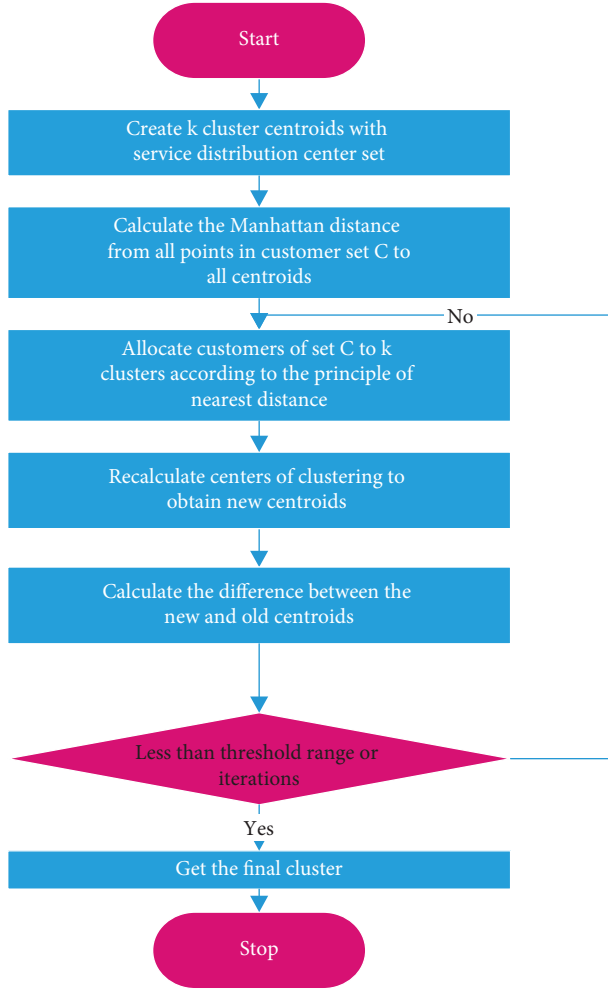 Start
Create k cluster centroids with
service distribution center set
Calculate the Manhattan distance
from all points in customer set C to
all centroids
No
Allocate customers of set C to k
clusters according to the principle of
nearest distance
Recalculate centers of clustering to
obtain new centroids
Calculate the difference between the
new and old centroids
Less than threshold range or
iterations
Yes
Get the final cluster
Stop